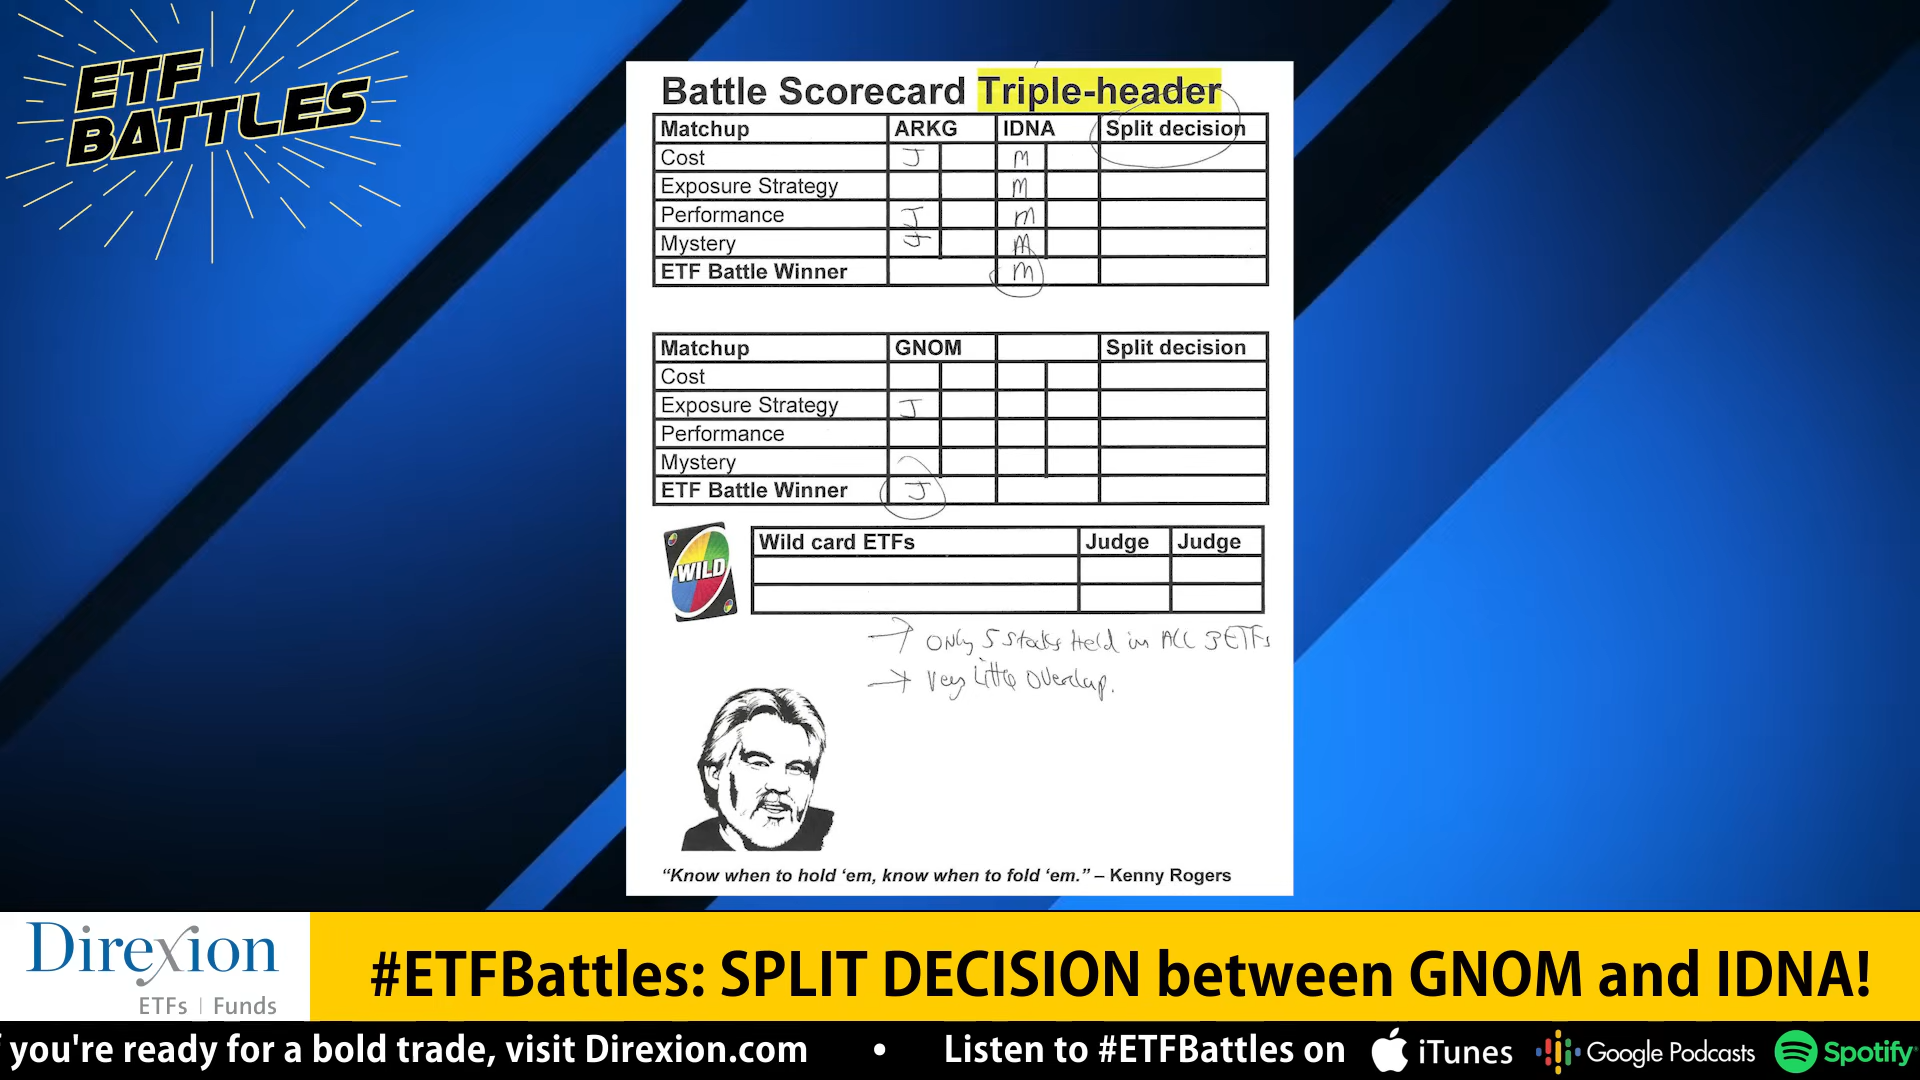 ETF
BATTLES
Battle Scorecard Triple-header
Matchup ARKG IDNA Split decision
Cost J M
Exposure Strategy M
Performance J M
Mystery J M
ETF Battle Winner M
Matchup GNOM Split decision
Cost
Exposure Strategy J
Performance
Mystery
ETF Battle Winner J
WILD
Wild card ETFs Judge Judge
→ Only 5 Stocks Held in ALL 3 ETFs
→ Very Little Overlap.
“Know when to hold ‘em, know when to fold ‘em.” – Kenny Rogers
Direxion
ETFs | Funds
#ETFBattles: SPLIT DECISION between GNOM and IDNA!
you're ready for a bold trade, visit Direxion.com • Listen to #ETFBattles on iTunes Google Podcasts Spotify